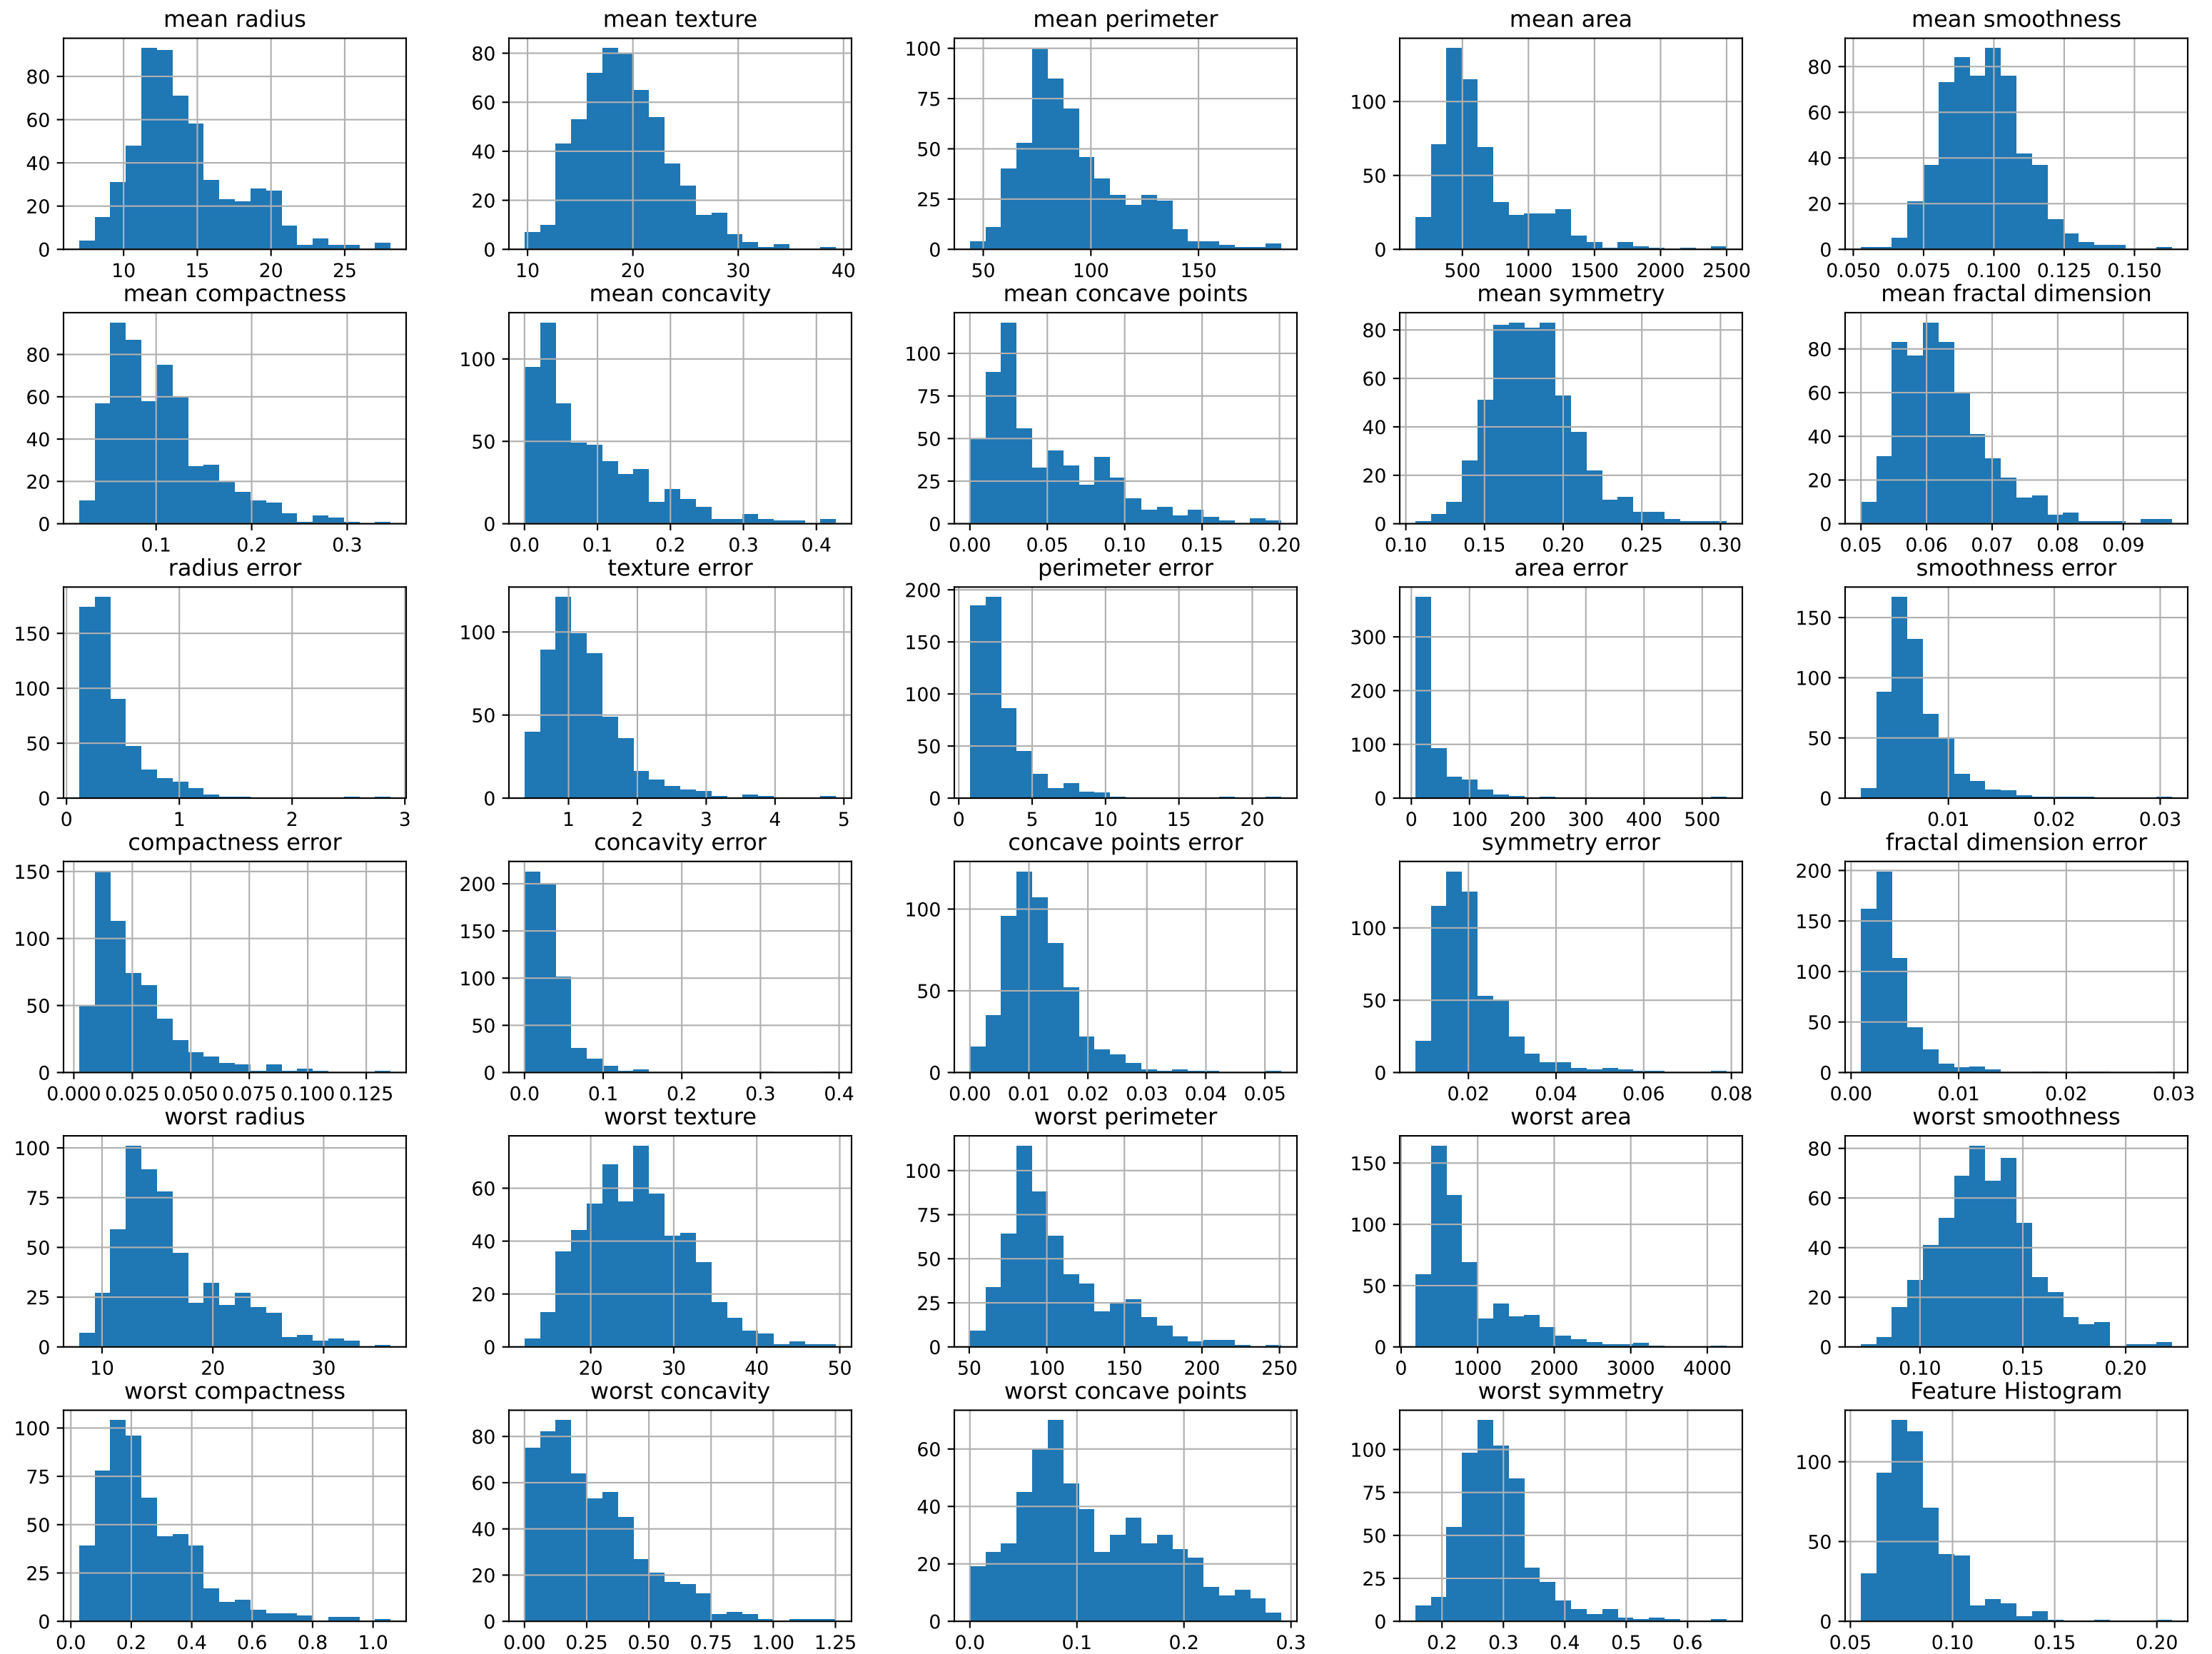 mean radius mean texture mean perimeter mean area mean smoothness
80 60 40 20 0
10 15 20 25
80 60 40 20 0
10 20 30 40
100 75 50 25 0
50 100 150
100 50 0
500 1000 1500 2000 2500
80 60 40 20 0
0.050 0.075 0.100 0.125 0.150
mean compactness mean concavity mean concave points mean symmetry mean fractal dimension
80 60 40 20 0
0.1 0.2 0.3
100 50 0
0.0 0.1 0.2 0.3 0.4
100 75 50 25 0
0.00 0.05 0.10 0.15 0.20
80 60 40 20 0
0.10 0.15 0.20 0.25 0.30
80 60 40 20 0
0.05 0.06 0.07 0.08 0.09
radius error texture error perimeter error area error smoothness error
150 100 50 0
0 1 2 3
100 50 0
1 2 3 4 5
200 150 100 50 0
0 5 10 15 20
300 200 100 0
0 100 200 300 400 500
150 100 50 0
0.01 0.02 0.03
compactness error concavity error concave points error symmetry error fractal dimension error
150 100 50 0
0.000 0.025 0.050 0.075 0.100 0.125
200 150 100 50 0
0.0 0.1 0.2 0.3 0.4
100 50 0
0.00 0.01 0.02 0.03 0.04 0.05
100 50 0
0.02 0.04 0.06 0.08
200 150 100 50 0
0.00 0.01 0.02 0.03
worst radius worst texture worst perimeter worst area worst smoothness
100 75 50 25 0
10 20 30
60 40 20 0
20 30 40 50
100 75 50 25 0
50 100 150 200 250
150 100 50 0
0 1000 2000 3000 4000
80 60 40 20 0
0.10 0.15 0.20
worst compactness worst concavity worst concave points worst symmetry Feature Histogram
100 75 50 25 0
0.0 0.2 0.4 0.6 0.8 1.0
80 60 40 20 0
0.00 0.25 0.50 0.75 1.00 1.25
60 40 20 0
0.0 0.1 0.2 0.3
100 75 50 25 0
0.2 0.3 0.4 0.5 0.6
100 50 0
0.05 0.10 0.15 0.20